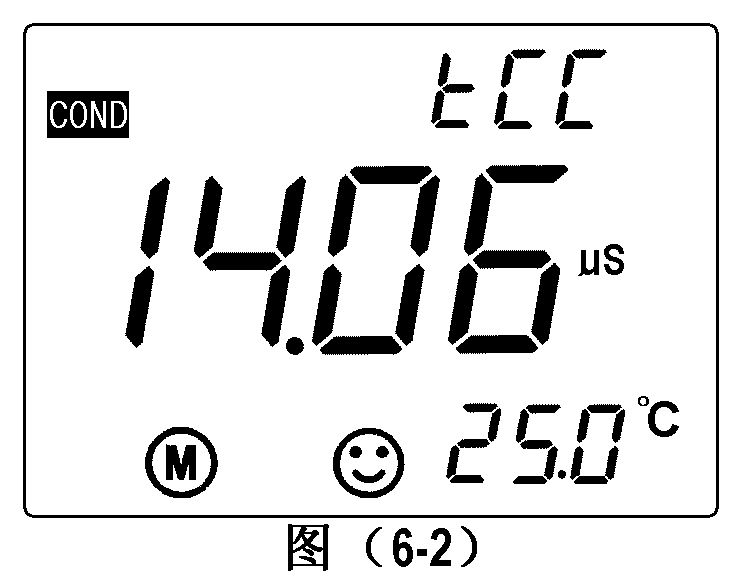 tCC
COND
14.06 µS
M
25.0 °C
图（6-2）